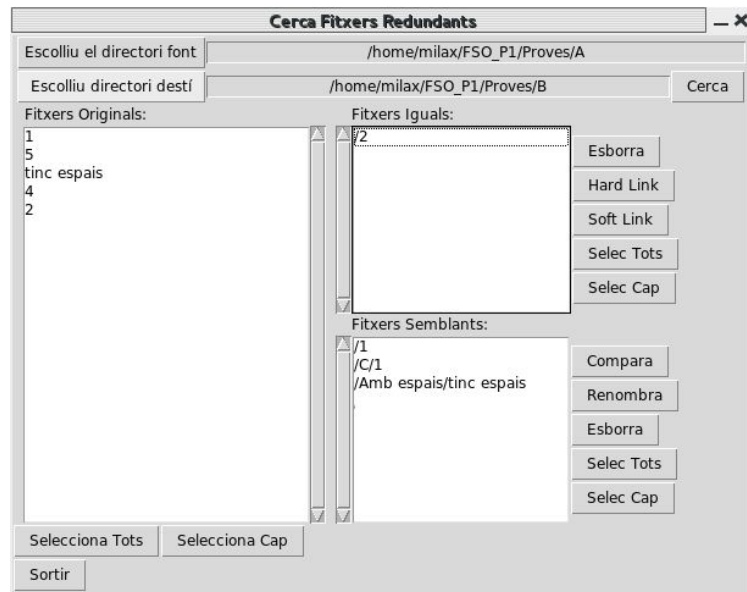 Cerca Fitxers Redundants
Escolliu el directori font /home/milax/FSO_P1/Proves/A
Escolliu directori destí /home/milax/FSO_P1/Proves/B Cerca
Fitxers Originals:
1
5
tinc espais
4
2
Fitxers Iguals:
/2
Esborra
Hard Link
Soft Link
Selec Tots
Selec Cap
Fitxers Semblants:
/1
/C/1
/Amb espais/tinc espais
Compara
Renombra
Esborra
Selec Tots
Selec Cap
Selecciona Tots Selecciona Cap
Sortir